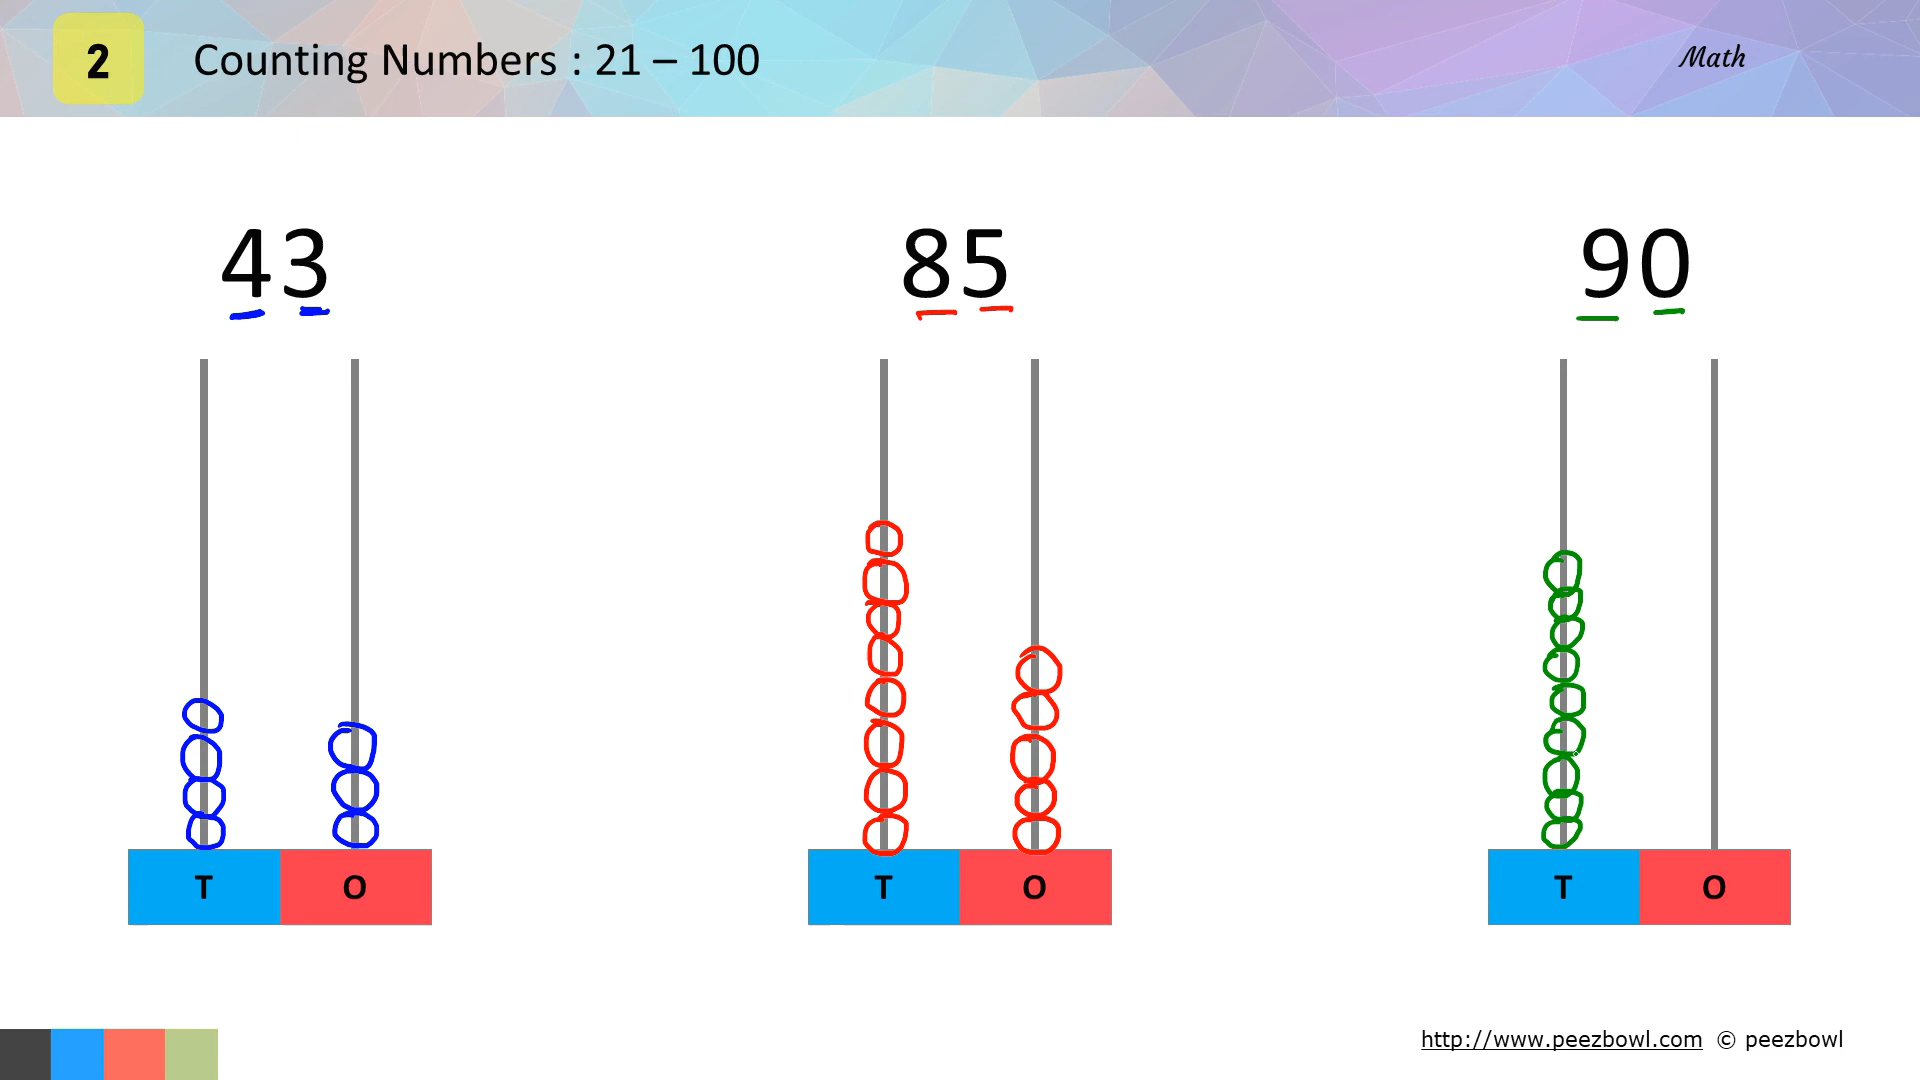 2
Counting Numbers : 21 – 100
Math
43
85
90
T O
T O
T O
http://www.peezbowl.com © peezbowl